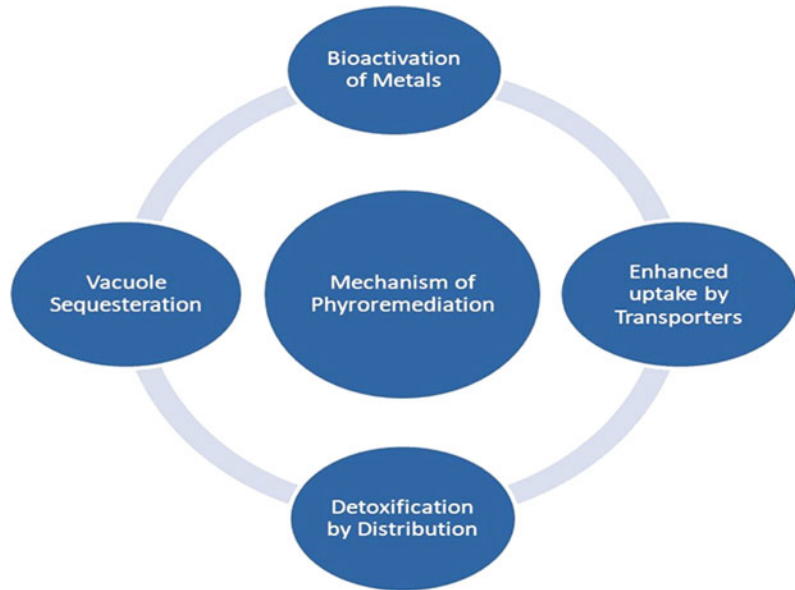 Bioactivation
of Metals
Enhanced
uptake by
Transporters
Detoxification
by Distribution
Vacuole
Sequesteration
Mechanism of
Phyroremediation